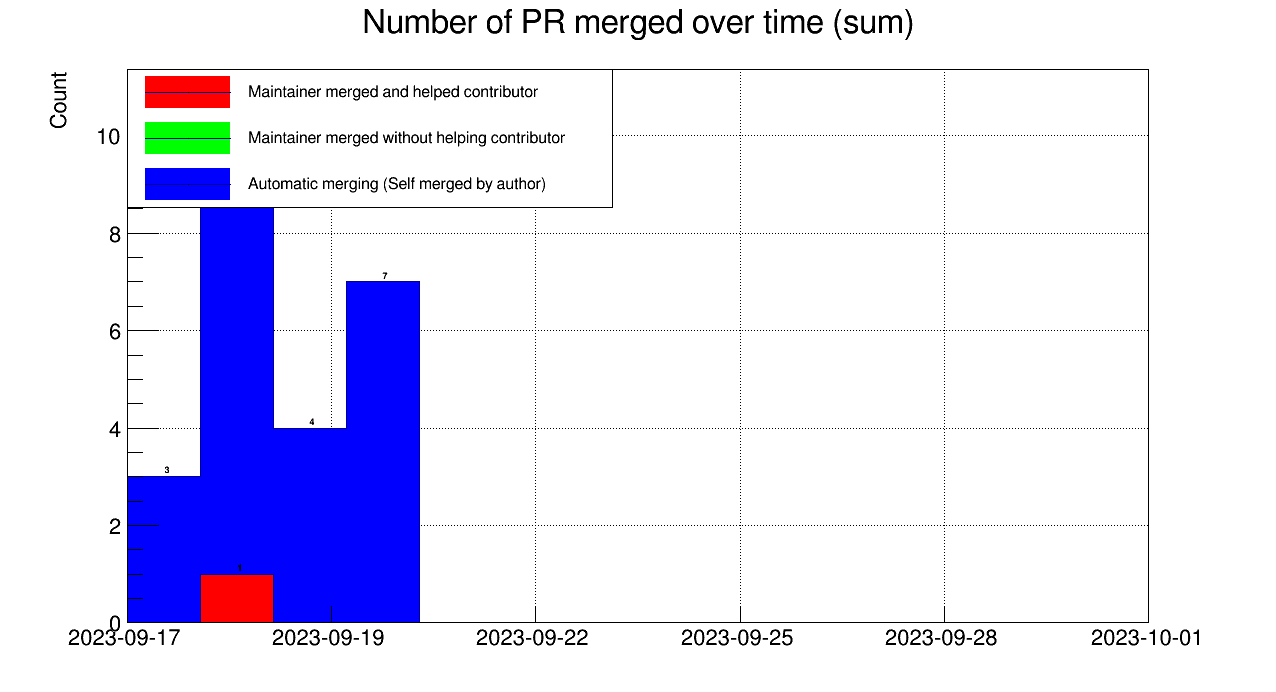 Number of PR merged over time (sum)
Count
Maintainer merged and helped contributor
Maintainer merged without helping contributor
Automatic merging (Self merged by author)
10
8
7
6
4
4
3
2
1
0
2023-09-17 2023-09-19 2023-09-22 2023-09-25 2023-09-28 2023-10-01